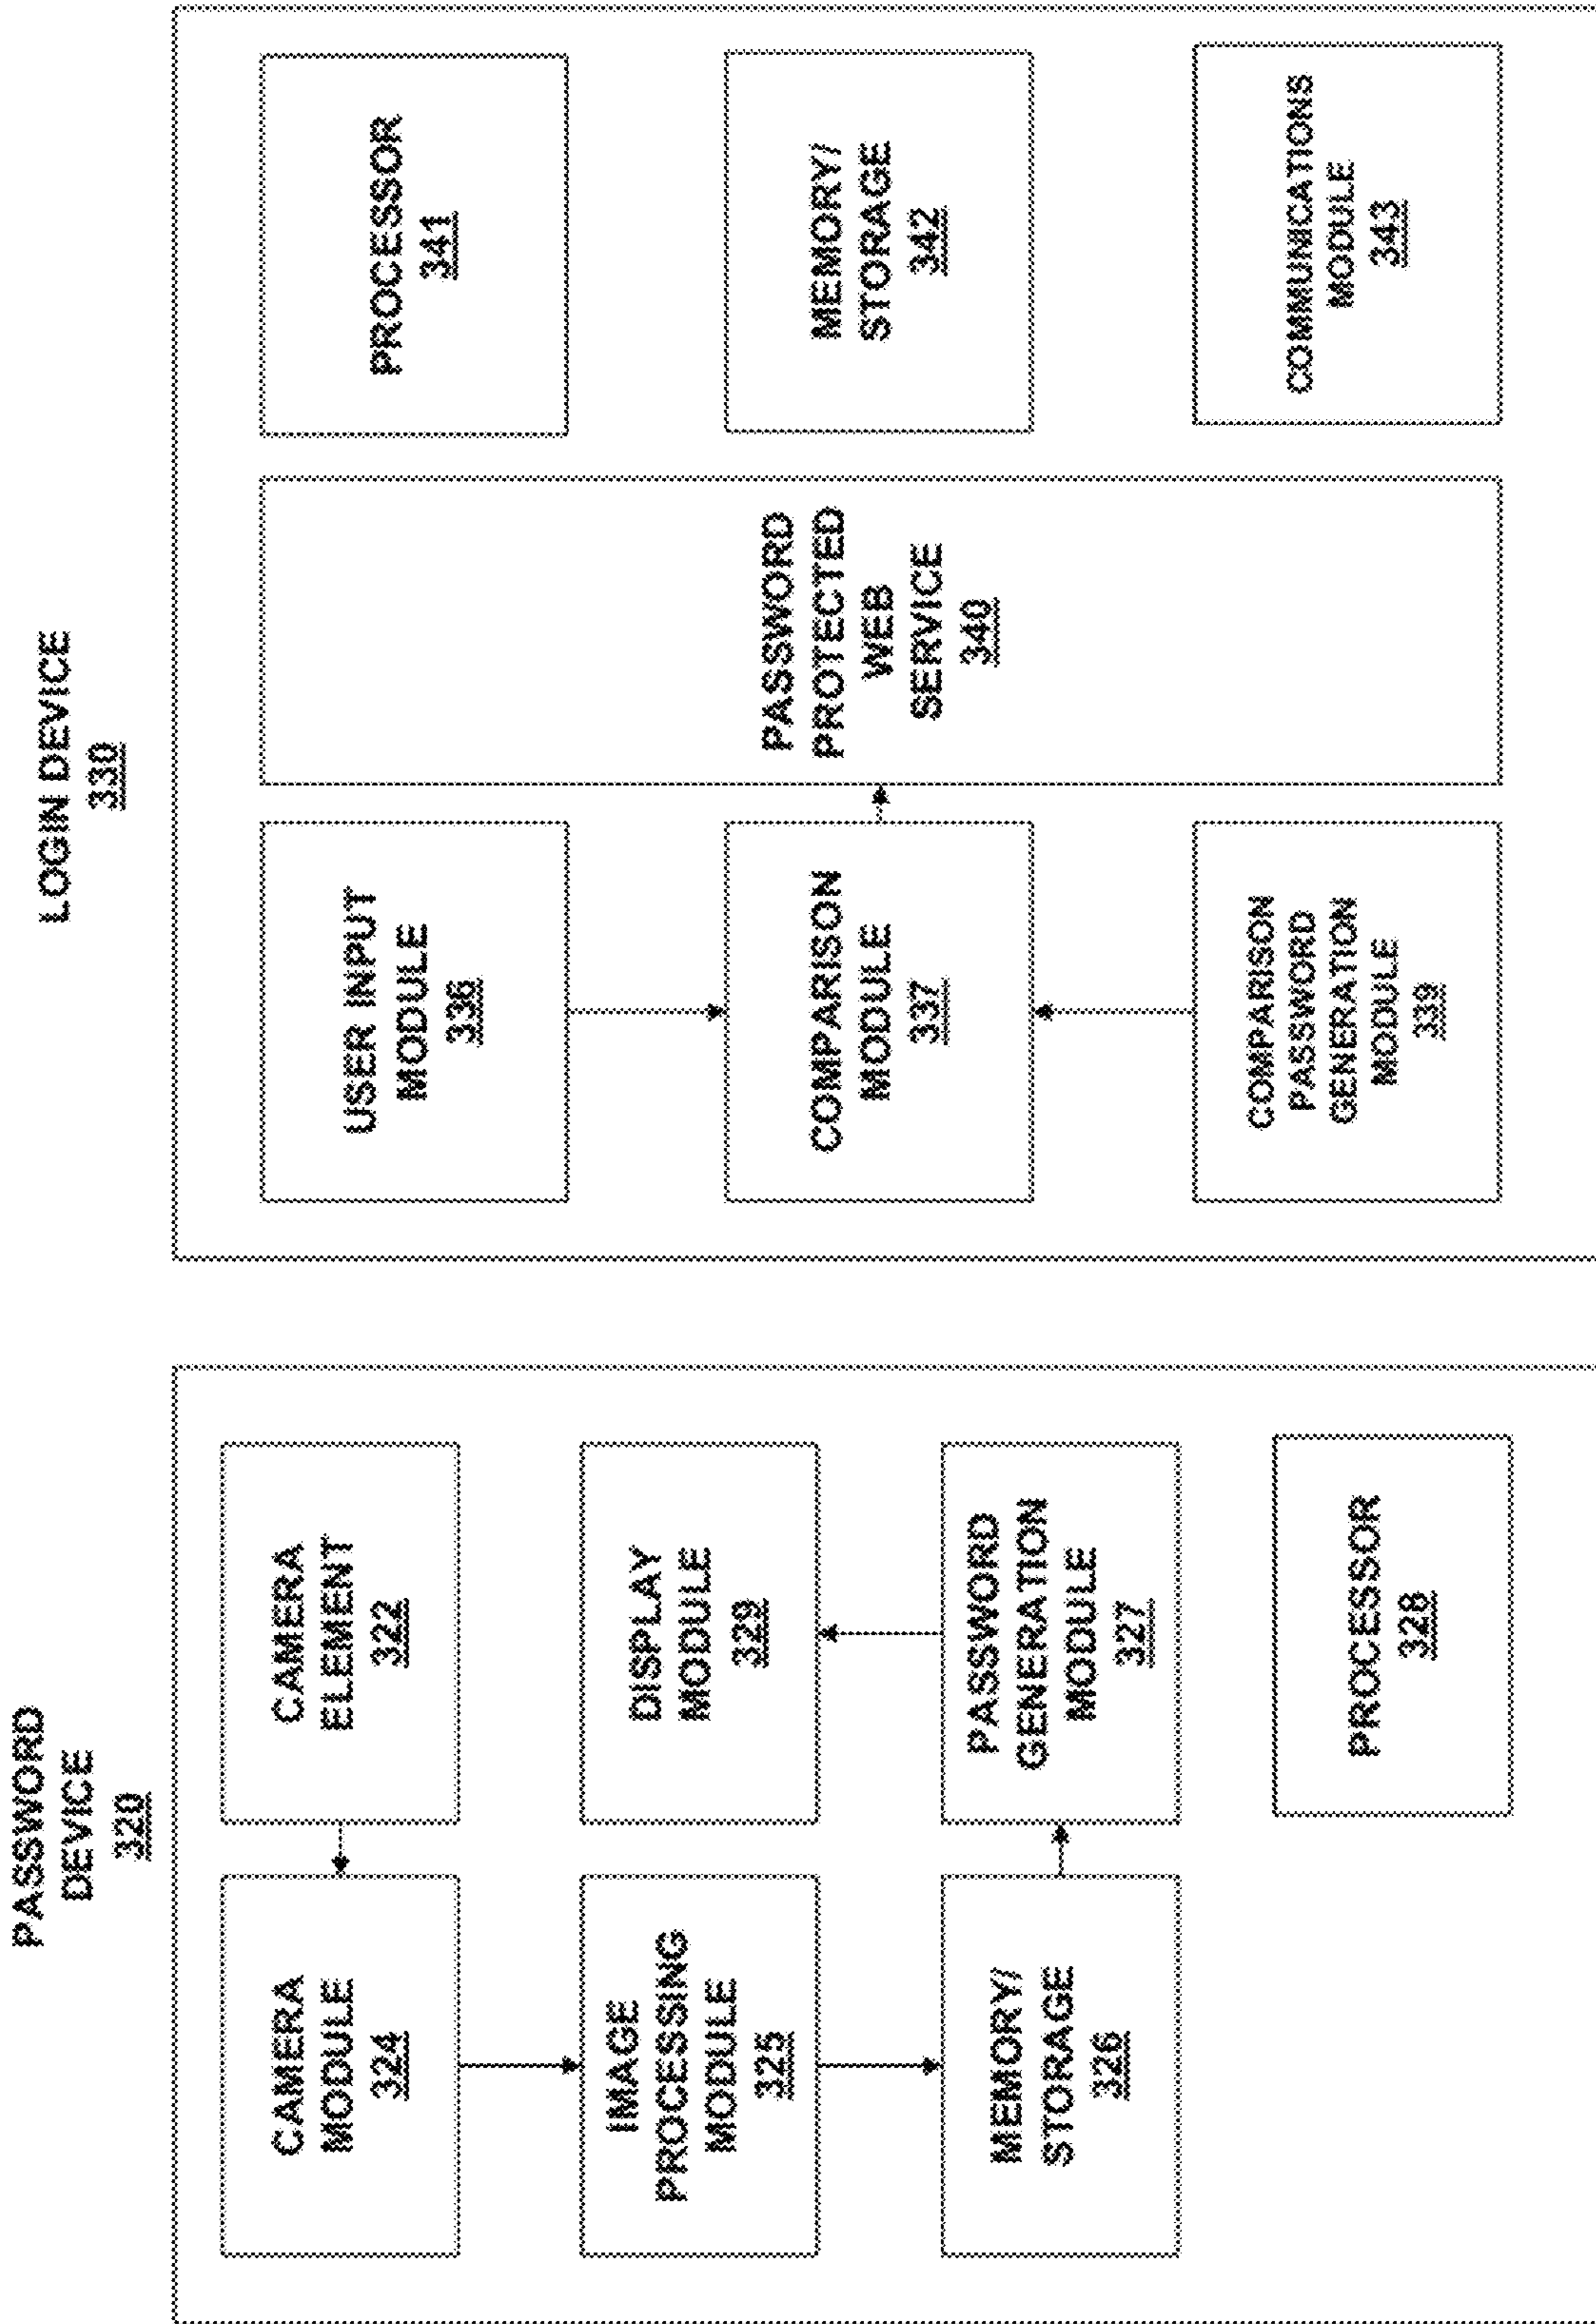 PASSWORD
DEVICE
320
CAMERA
MODULE
324
CAMERA
ELEMENT
322
IMAGE
PROCESSING
MODULE
325
DISPLAY
MODULE
329
MEMORY/
STORAGE
326
PASSWORD
GENERATION
MODULE
327
PROCESSOR
328
LOGIN DEVICE
330
USER INPUT
MODULE
336
COMPARISON
MODULE
337
COMPARISON
PASSWORD
GENERATION
MODULE
339
PASSWORD
PROTECTED
WEB
SERVICE
340
PROCESSOR
341
MEMORY/
STORAGE
342
COMMUNICATIONS
MODULE
343